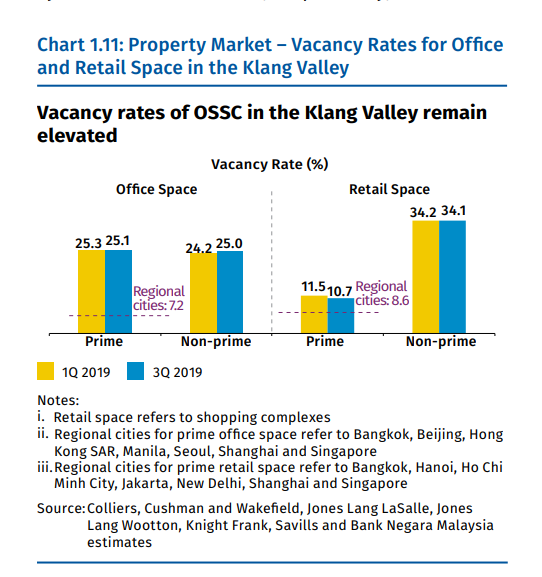 Chart 1.11: Property Market – Vacancy Rates for Office
and Retail Space in the Klang Valley
Vacancy rates of OSSC in the Klang Valley remain
elevated
Vacancy Rate (%)
Office Space
Retail Space
25.3 25.1
24.2 25.0
11.5 10.7
34.2 34.1
Regional
cities: 7.2
Regional
cities: 8.6
Prime
Non-prime
Prime
Non-prime
1Q 2019
3Q 2019
Notes:
i. Retail space refers to shopping complexes
ii. Regional cities for prime office space refer to Bangkok, Beijing, Hong
Kong SAR, Manila, Seoul, Shanghai and Singapore
iii. Regional cities for prime retail space refer to Bangkok, Hanoi, Ho Chi
Minh City, Jakarta, New Delhi, Shanghai and Singapore
Source: Colliers, Cushman and Wakefield, Jones Lang LaSalle, Jones
Lang Wootton, Knight Frank, Savills and Bank Negara Malaysia
estimates